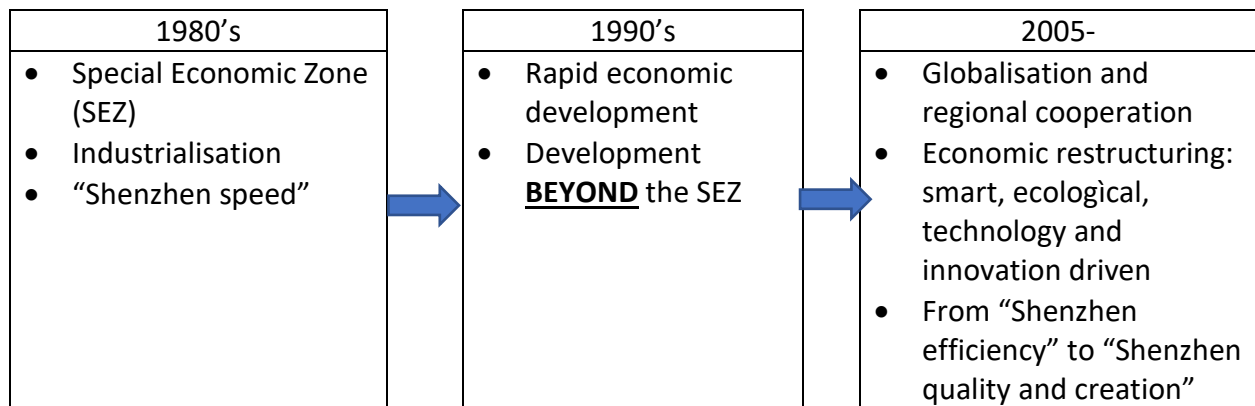 1980’s
• Special Economic Zone
(SEZ)
• Industrialisation
• “Shenzhen speed”
1990’s
• Rapid economic
development
• Development
BEYOND the SEZ
2005-
• Globalisation and
regional cooperation
• Economic restructuring:
smart, ecologìcal,
technology and
innovation driven
• From “Shenzhen
efficiency” to “Shenzhen
quality and creation”